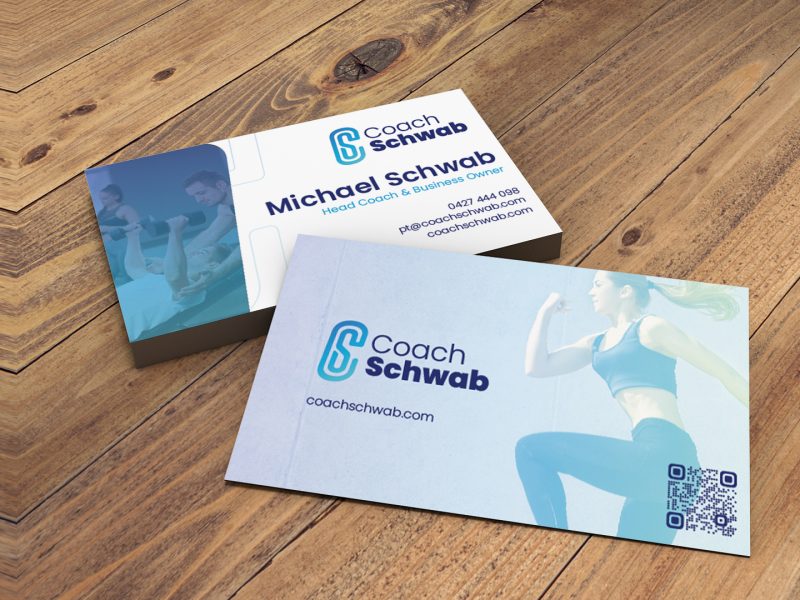 Coach
Schwab
Michael Schwab
Head Coach & Business Owner
0427 444 098
pt@coachschwab.com
coachschwab.com
Coach
Schwab
coachschwab.com